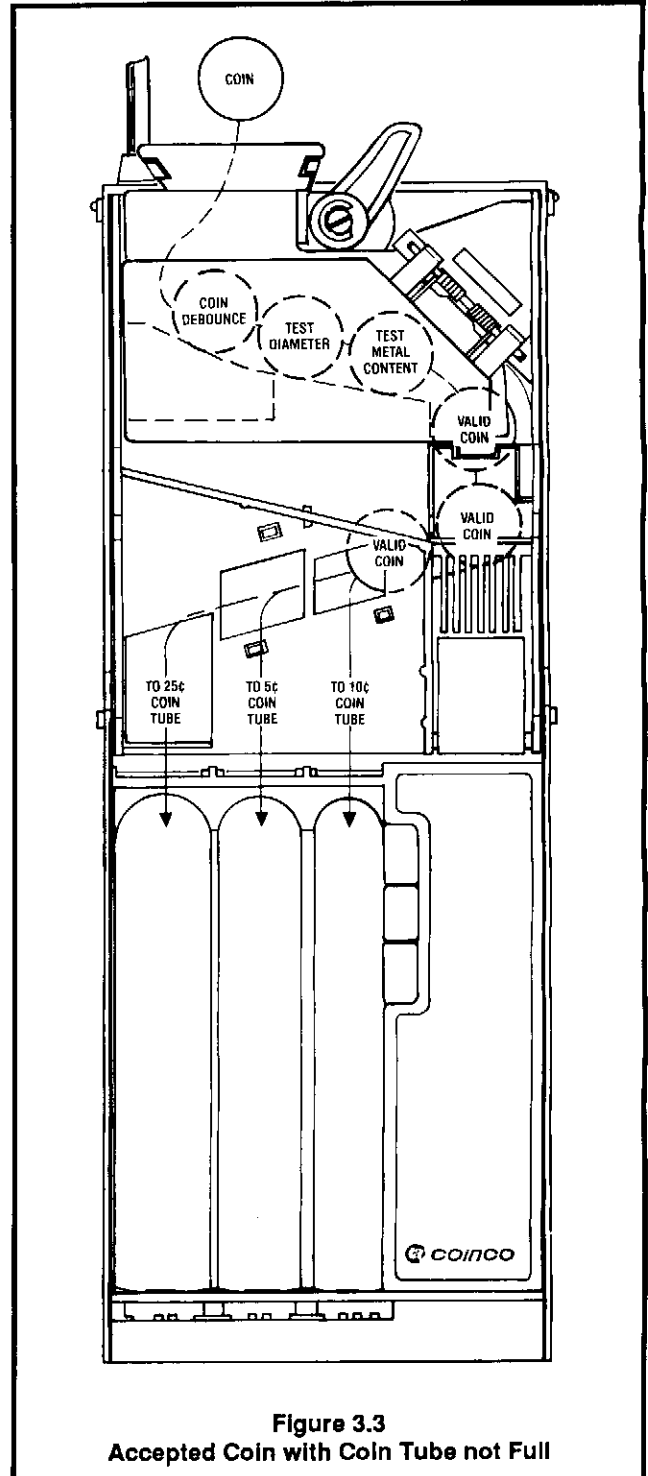 COIN
COIN
DEBOUNCE
TEST
DIAMETER
TEST
METAL
CONTENT
VALID
COIN
VALID
COIN
VALID
COIN
TO 25¢
COIN
TUBE
TO 5¢
COIN
TUBE
TO 10¢
COIN
TUBE
COINCO
Figure 3.3
Accepted Coin with Coin Tube not Full